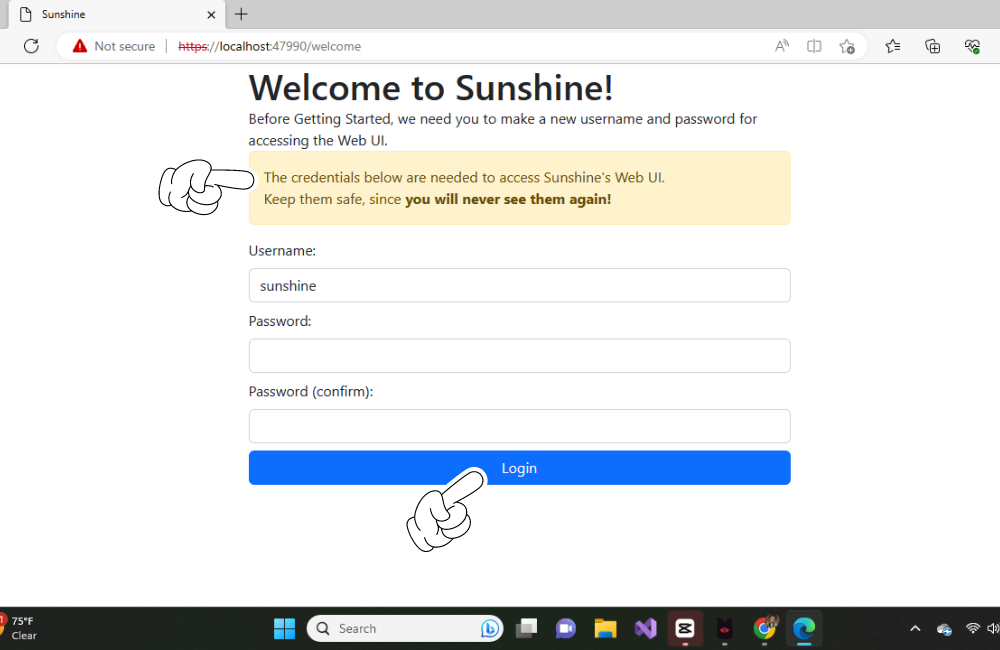 Sunshine
Not secure https://localhost:47990/welcome
Welcome to Sunshine!
Before Getting Started, we need you to make a new username and password for
accessing the Web UI.
The credentials below are needed to access Sunshine's Web UI.
Keep them safe, since you will never see them again!
Username:
sunshine
Password:
Password (confirm):
Login
1
75°F
Clear
Search